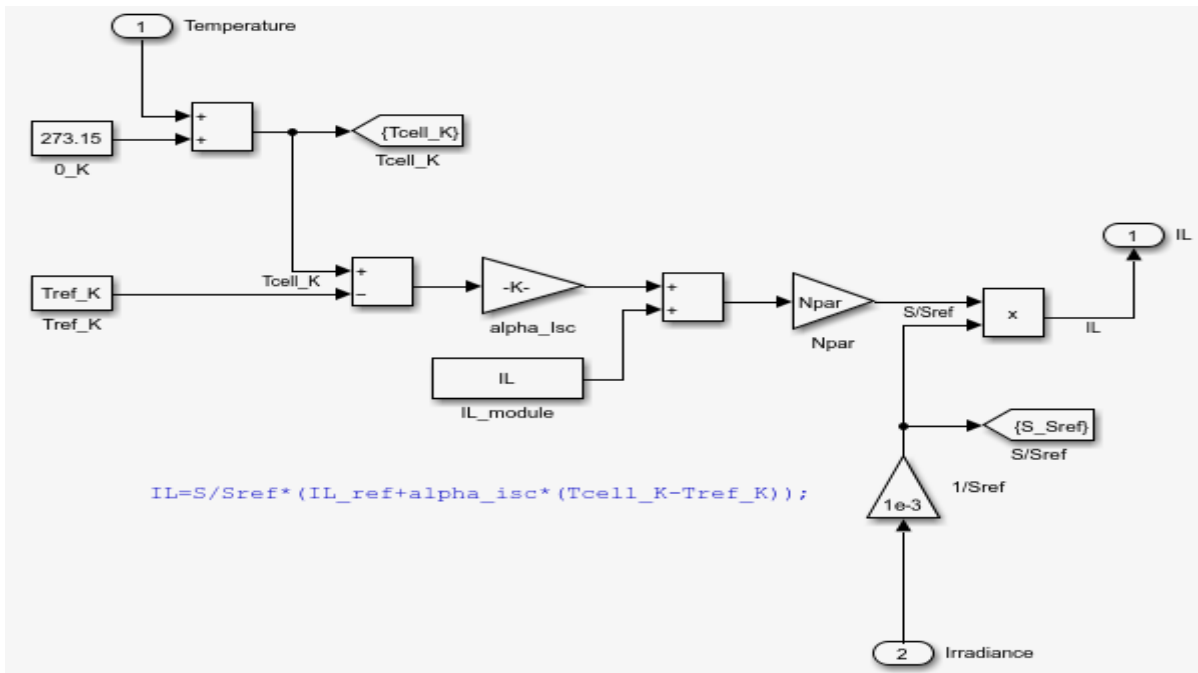 1
Temperature
+
+
273.15
0_K
{Tcell_K}
Tcell_K
1
IL
Tcell_K
+
−
Tref_K
Tref_K
-K-
alpha_Isc
+
+
Npar
Npar
S/Sref
x
IL
IL
IL_module
{S_Sref}
S/Sref
IL=S/Sref*(IL_ref+alpha_isc*(Tcell_K-Tref_K));
1/Sref
1e-3
2
Irradiance